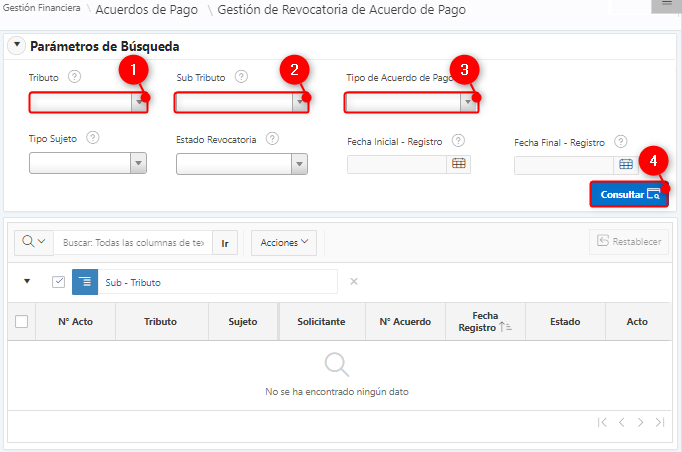 Gestión Financiera \ Acuerdos de Pago \ Gestión de Revocatoria de Acuerdo de Pago
Parámetros de Búsqueda
Tributo ? 1 Sub Tributo ? 2 Tipo de Acuerdo de Pago 3
Tipo Sujeto ? Estado Revocatoria ? Fecha Inicial - Registro ? Fecha Final - Registro ?
4
Consultar
Buscar: Todas las columnas de tex Ir Acciones Restablecer
Sub - Tributo
N° Acto Tributo Sujeto Solicitante N° Acuerdo Fecha Registro Estado Acto
No se ha encontrado ningún dato